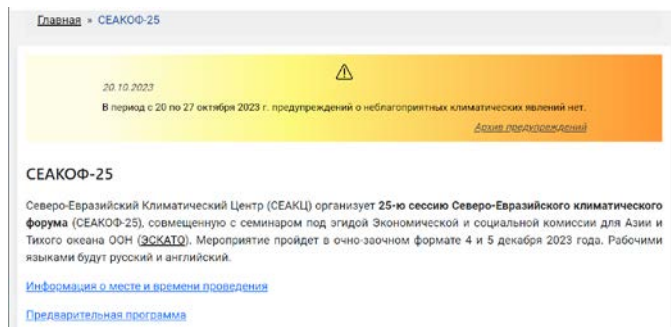 Главная » СЕАКОФ-25
20.10.2023
В период с 20 по 27 октября 2023 г. предупреждений о неблагоприятных климатических явлений нет.
Архив предупреждений
СЕАКОФ-25
Северо-Евразийский Климатический Центр (СЕАКЦ) организует 25-ю сессию Северо-Евразийского климатического
форума (СЕАКОФ-25), совмещенную с семинаром под эгидой Экономической и социальной комиссии для Азии и
Тихого океана ООН (ЭСКАТО). Мероприятие пройдет в очно-заочном формате 4 и 5 декабря 2023 года. Рабочими
языками будут русский и английский.
Информация о месте и времени проведения
Предварительная программа